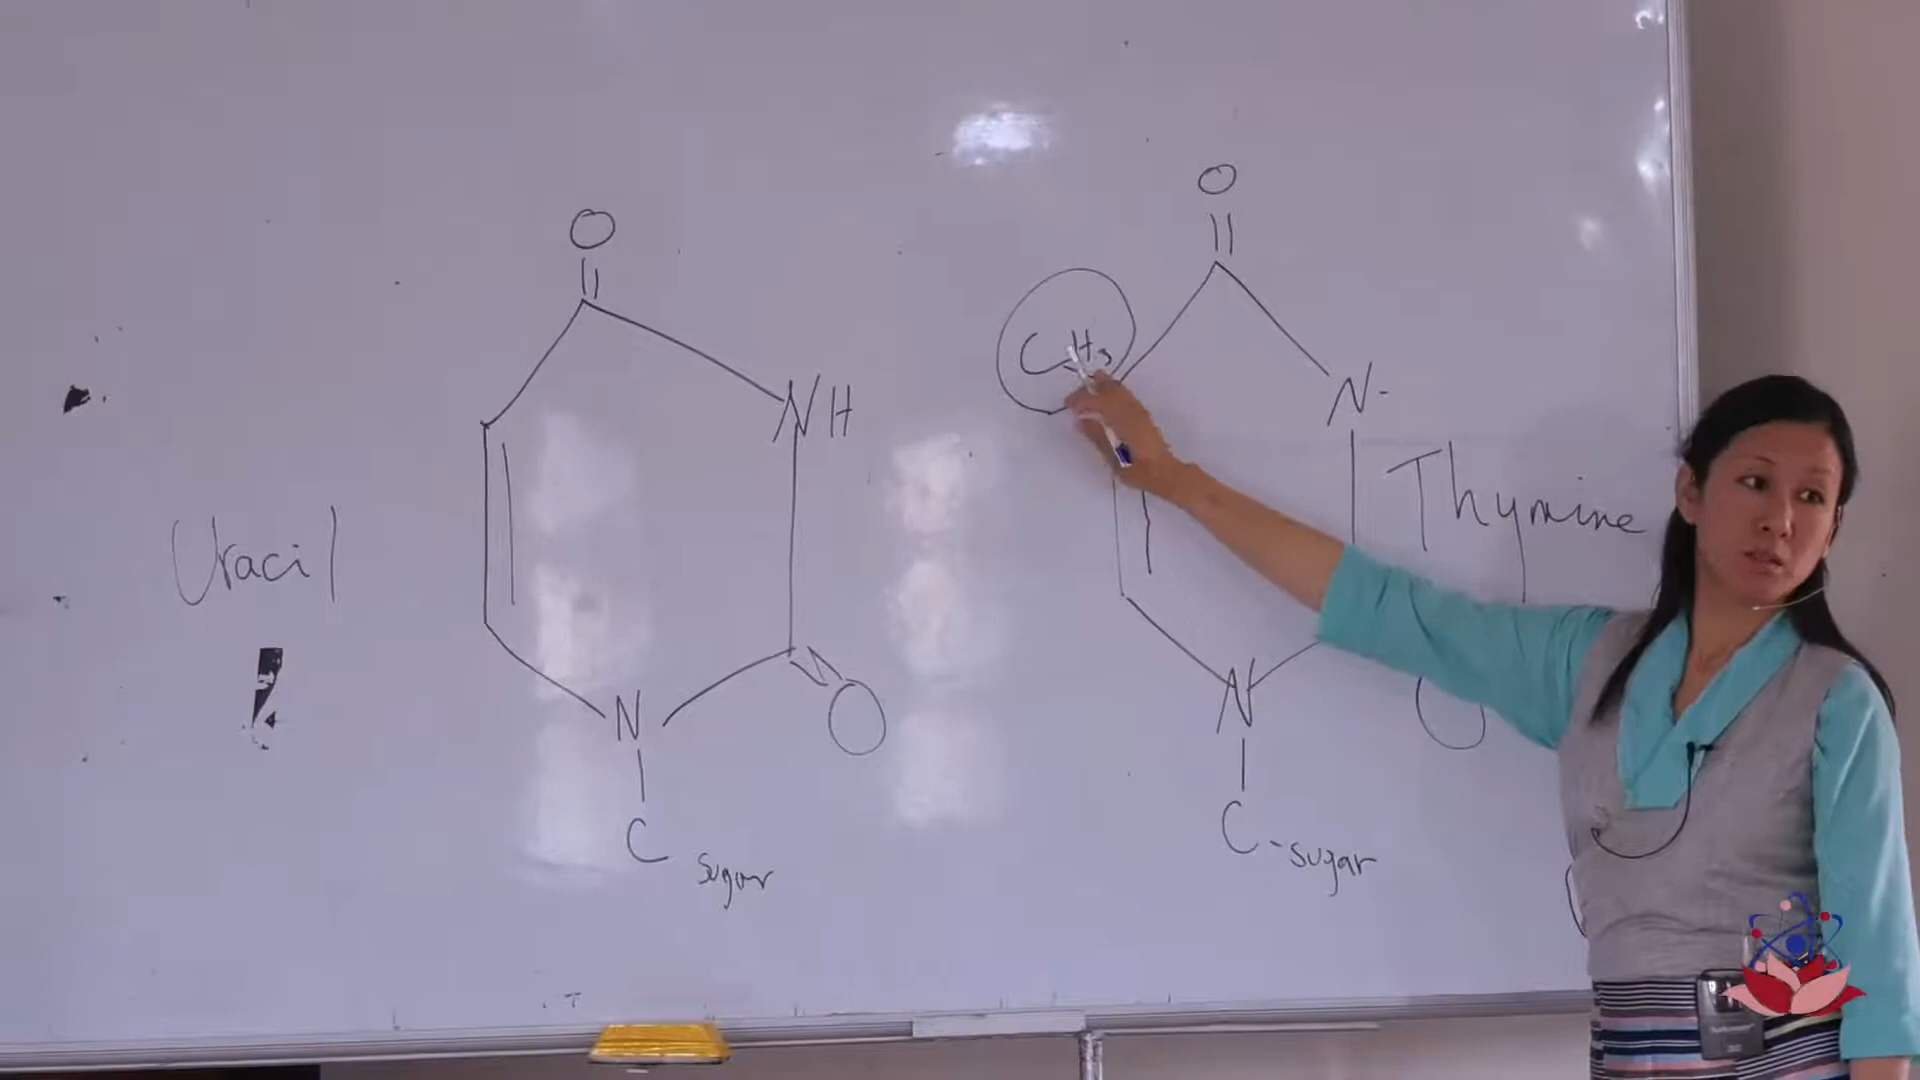 O
O
CH3
NH
N-
Thymine
Uracil
N
N
O
C
sugar
C-sugar